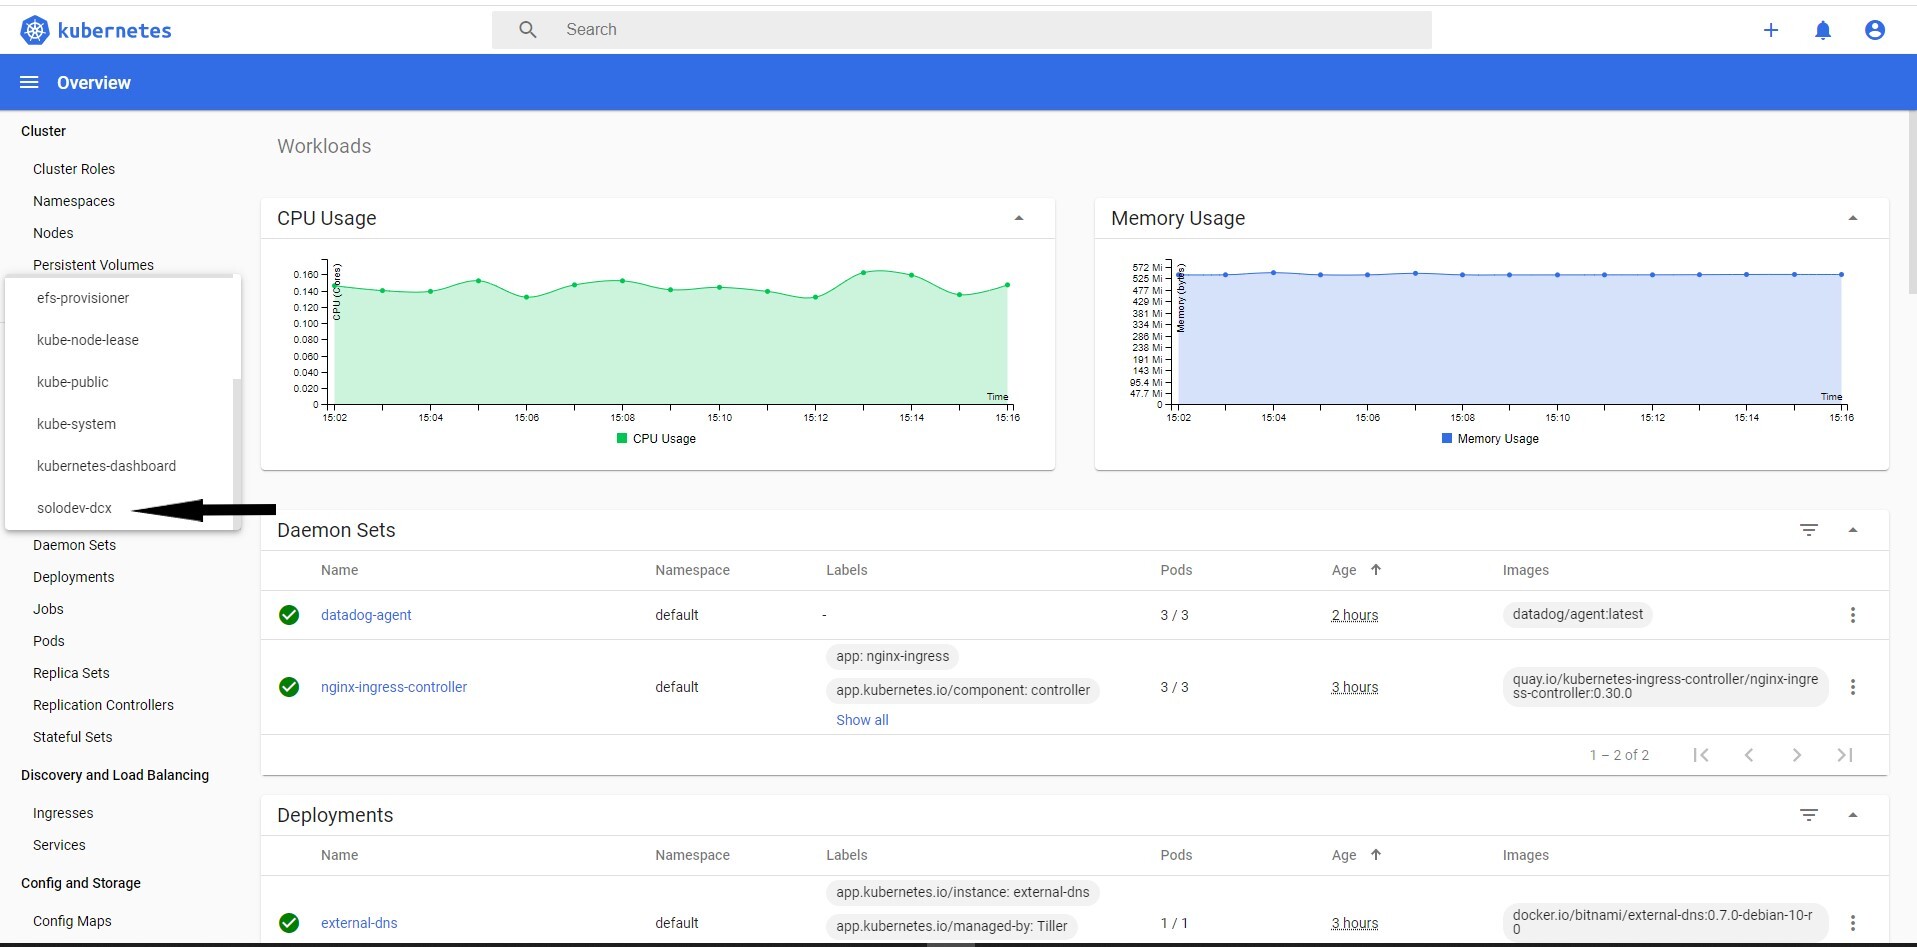 kubernetes
Search
Overview
Cluster
Cluster Roles
Namespaces
Nodes
Persistent Volumes
efs-provisioner
kube-node-lease
kube-public
kube-system
kubernetes-dashboard
solodev-dcx
Daemon Sets
Deployments
Jobs
Pods
Replica Sets
Replication Controllers
Stateful Sets
Discovery and Load Balancing
Ingresses
Services
Config and Storage
Config Maps
Workloads
CPU Usage
CPU (Cores)
0.160
0.140
0.120
0.100
0.080
0.060
0.040
0.020
0
Time
15:02 15:04 15:06 15:08 15:10 15:12 15:14 15:16
CPU Usage
Memory Usage
Memory (bytes)
572 Mi
525 Mi
477 Mi
429 Mi
381 Mi
334 Mi
286 Mi
238 Mi
191 Mi
143 Mi
95.4 Mi
47.7 Mi
0
Time
15:02 15:04 15:06 15:08 15:10 15:12 15:14 15:16
Memory Usage
Daemon Sets
Name Namespace Labels Pods Age Images
datadog-agent default - 3 / 3 2 hours datadog/agent:latest
nginx-ingress-controller default
app: nginx-ingress
app.kubernetes.io/component: controller
Show all
3 / 3 3 hours
quay.io/kubernetes-ingress-controller/nginx-ingre
ss-controller:0.30.0
1 – 2 of 2
Deployments
Name Namespace Labels Pods Age Images
external-dns default
app.kubernetes.io/instance: external-dns
app.kubernetes.io/managed-by: Tiller
1 / 1 3 hours
docker.io/bitnami/external-dns:0.7.0-debian-10-r
0